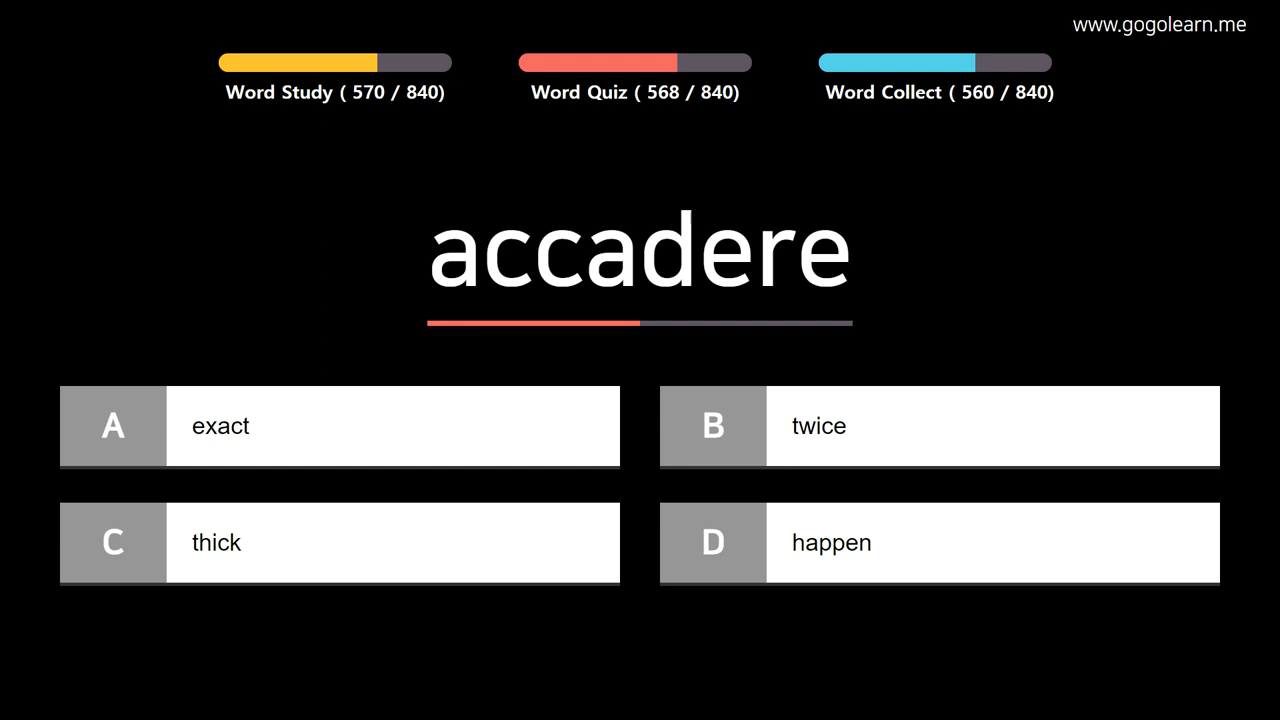 www.gogolearn.me
Word Study ( 570 / 840)
Word Quiz ( 568 / 840)
Word Collect ( 560 / 840)
accadere
A exact
B twice
C thick
D happen